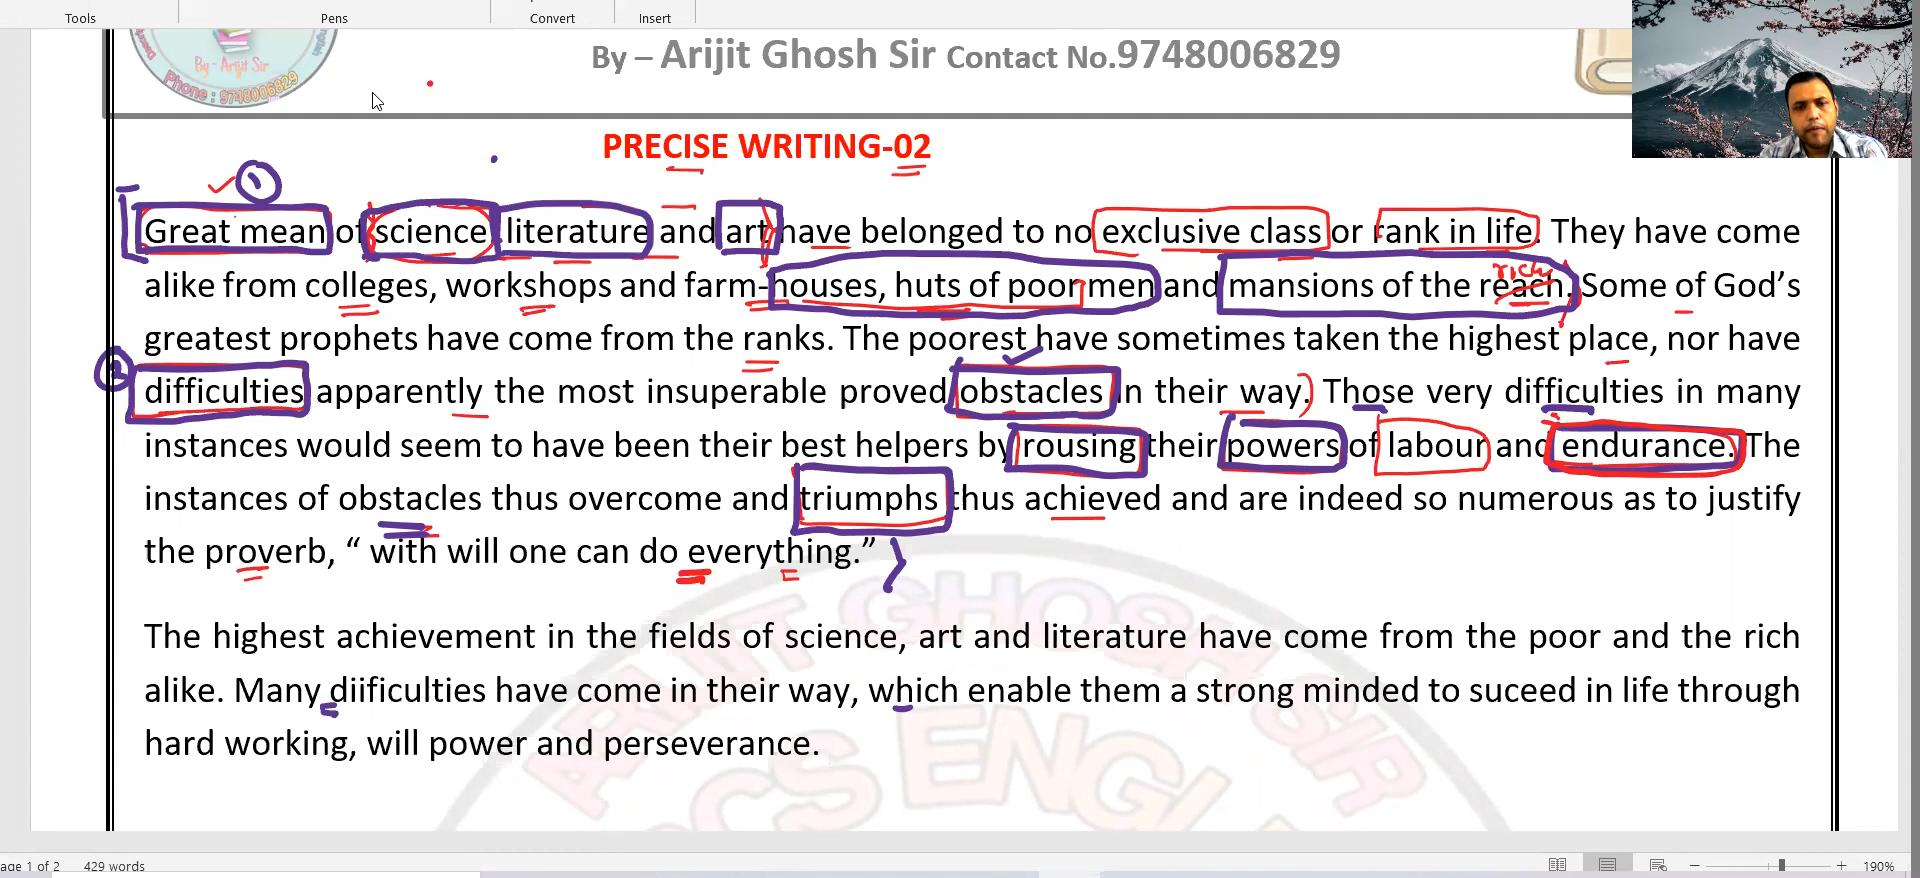 Tools Pens Convert Insert
By – Arijit Ghosh Sir Contact No.9748006829
By - Arijit Sir
Phone : 9748006829
PRECISE WRITING-02
1
Great mean of science literature and art have belonged to no exclusive class or rank in life. They have come
rich
alike from colleges, workshops and farm-houses, huts of poor men and mansions of the reach. Some of God’s
greatest prophets have come from the ranks. The poorest have sometimes taken the highest place, nor have
2
difficulties apparently the most insuperable proved obstacles in their way. Those very difficulties in many
instances would seem to have been their best helpers by rousing their powers of labour and endurance. The
instances of obstacles thus overcome and triumphs thus achieved and are indeed so numerous as to justify
the proverb, “ with will one can do everything.”
The highest achievement in the fields of science, art and literature have come from the poor and the rich
alike. Many diificulties have come in their way, which enable them a strong minded to suceed in life through
hard working, will power and perseverance.
ARIJIT GHOSH SIR
CS ENGLI
age 1 of 2 429 words 190%